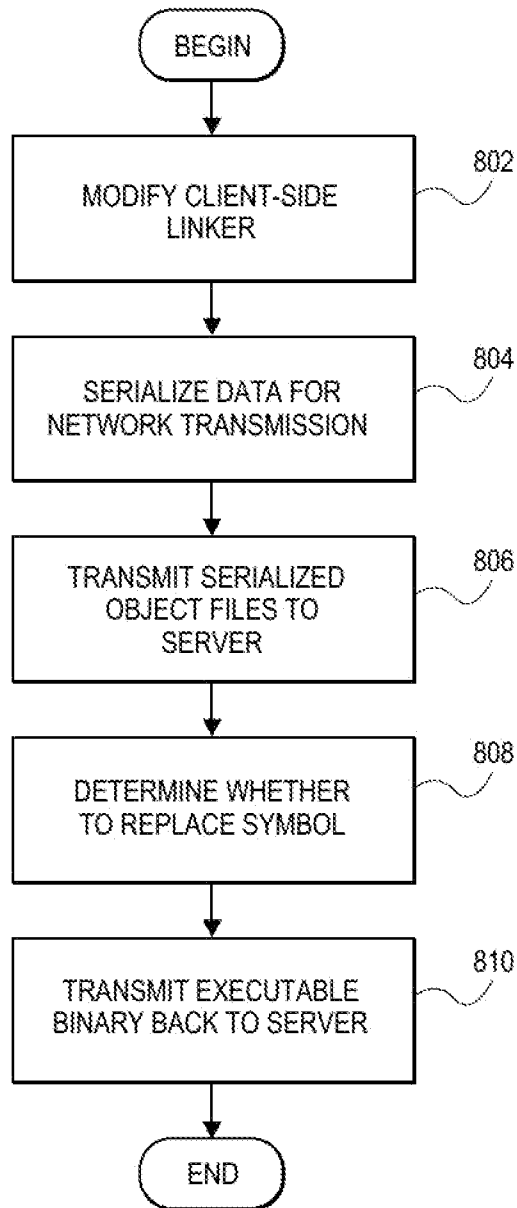 BEGIN
MODIFY CLIENT-SIDE
LINKER
802
SERIALIZE DATA FOR
NETWORK TRANSMISSION
804
TRANSMIT SERIALIZED
OBJECT FILES TO
SERVER
806
DETERMINE WHETHER
TO REPLACE SYMBOL
808
TRANSMIT EXECUTABLE
BINARY BACK TO SERVER
810
END